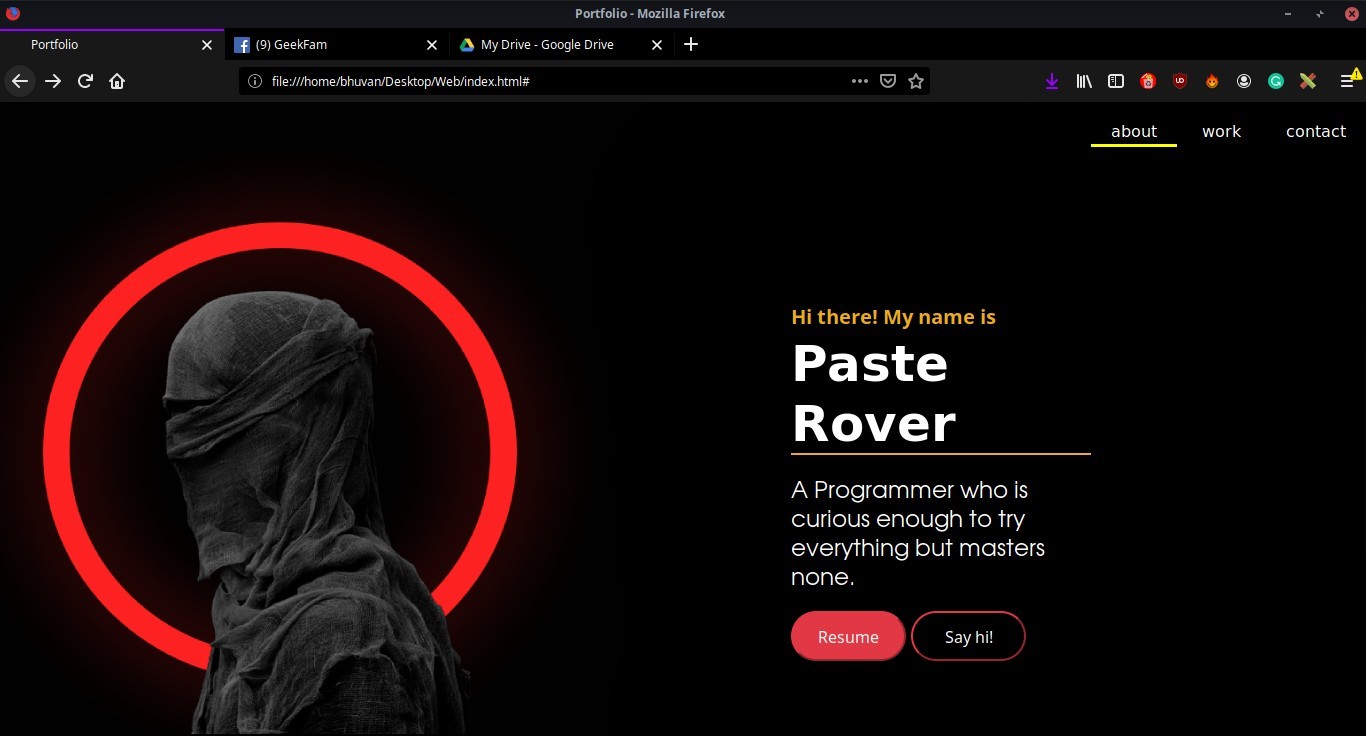 Portfolio - Mozilla Firefox
Portfolio
(9) GeekFam
My Drive - Google Drive
file:///home/bhuvan/Desktop/Web/index.html#
about work contact
Hi there! My name is
Paste
Rover
A Programmer who is
curious enough to try
everything but masters
none.
Resume Say hi!